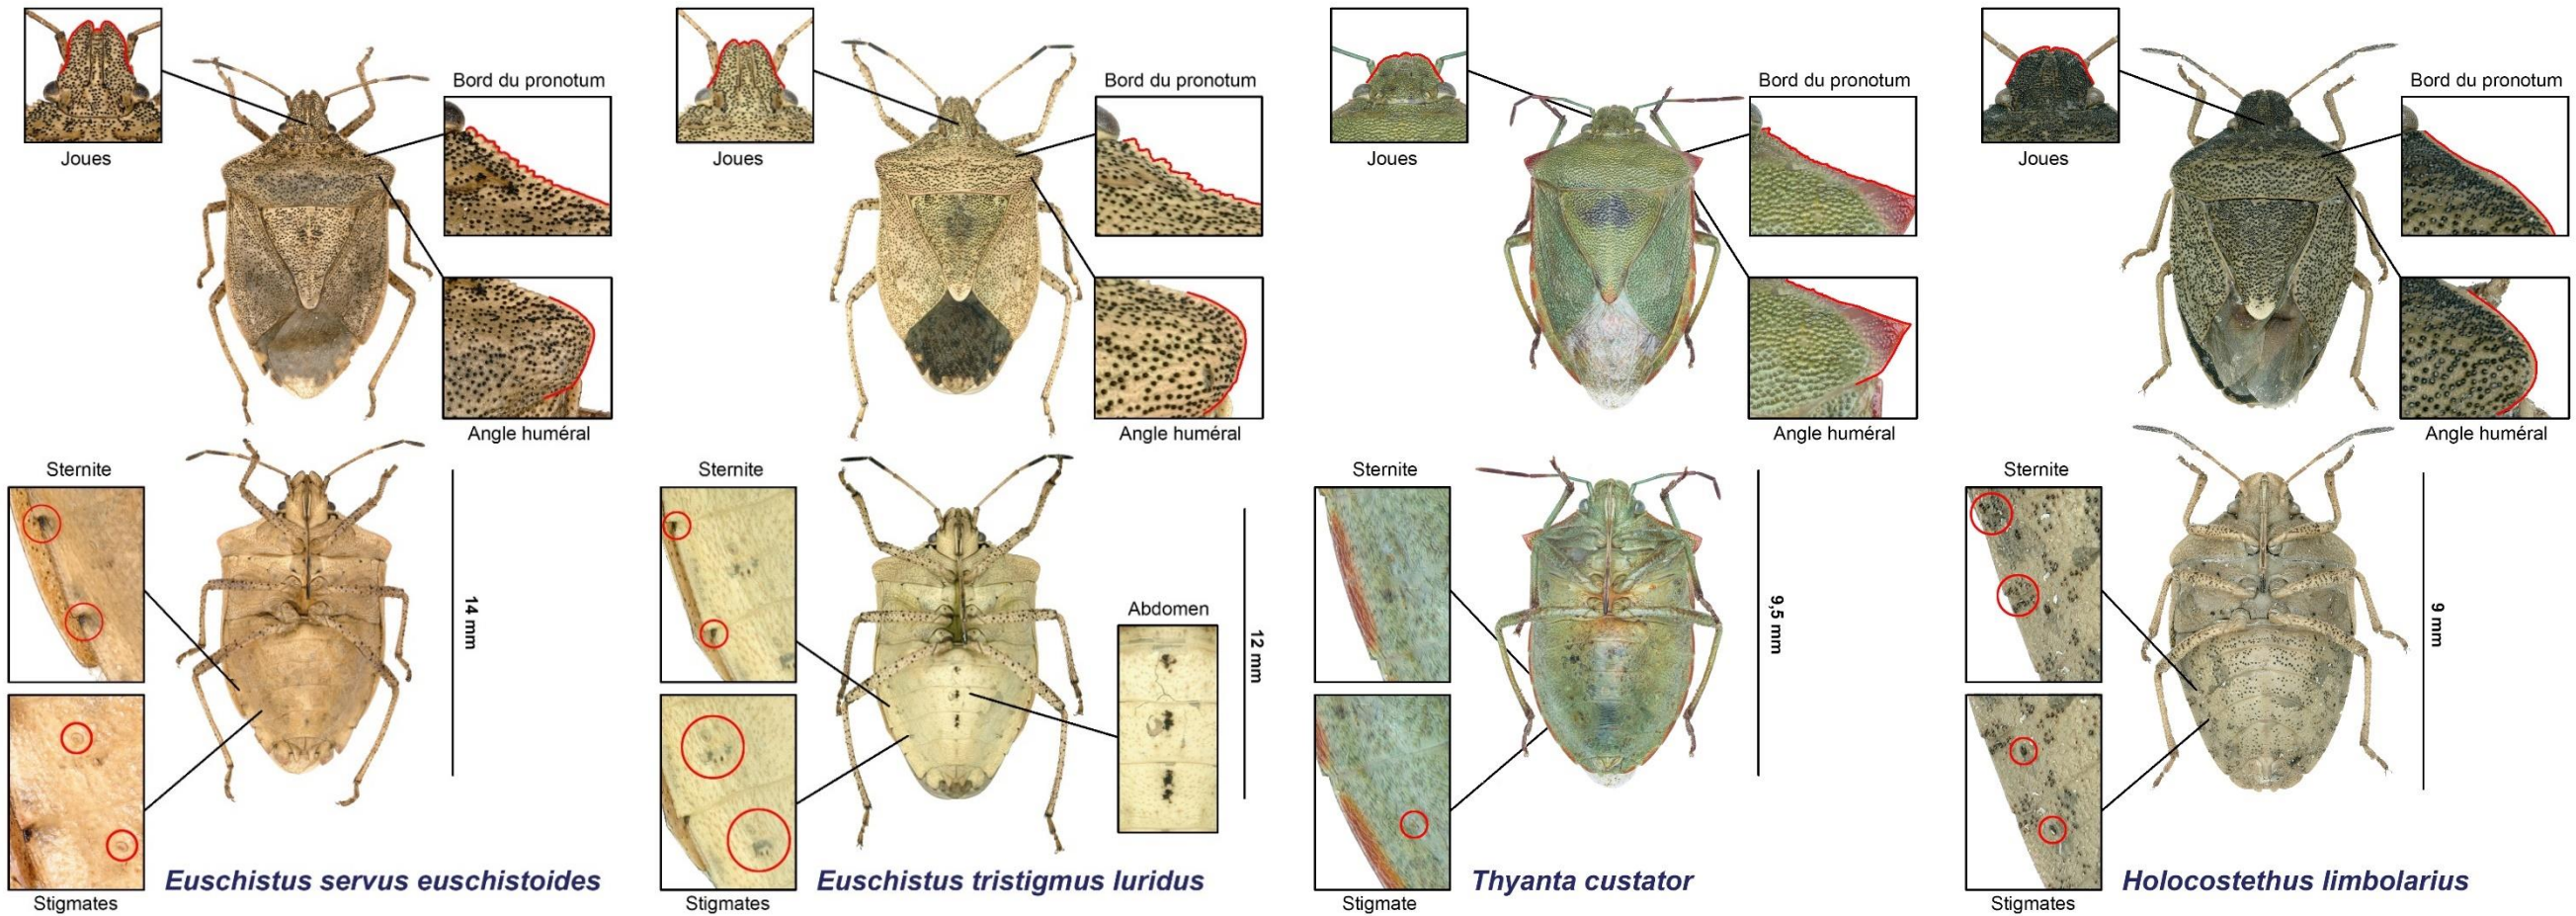 Joues
Bord du pronotum
Angle huméral
Sternite
Stigmates
14 mm
Euschistus servus euschistoides
Joues
Bord du pronotum
Angle huméral
Sternite
Stigmates
Abdomen
12 mm
Euschistus tristigmus luridus
Joues
Bord du pronotum
Angle huméral
Sternite
Stigmate
9,5 mm
Thyanta custator
Joues
Bord du pronotum
Angle huméral
Sternite
Stigmates
9 mm
Holocostethus limbolarius